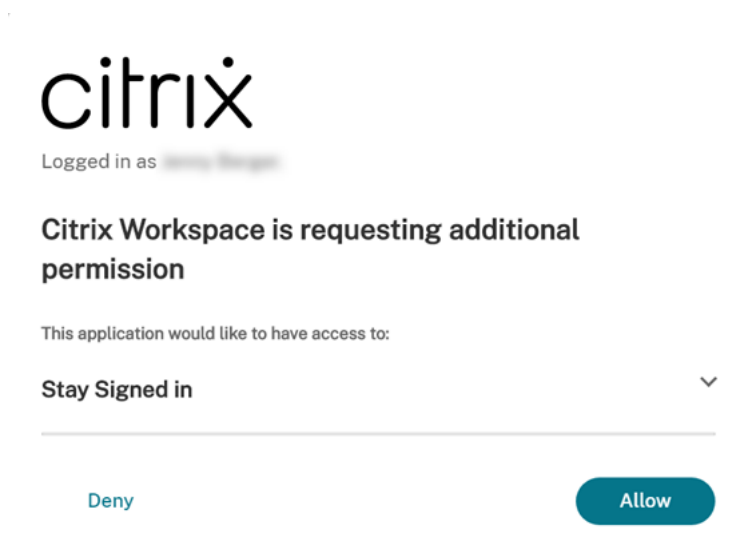 citrix
Logged in as
Citrix Workspace is requesting additional
permission
This application would like to have access to:
Stay Signed in
Deny
Allow